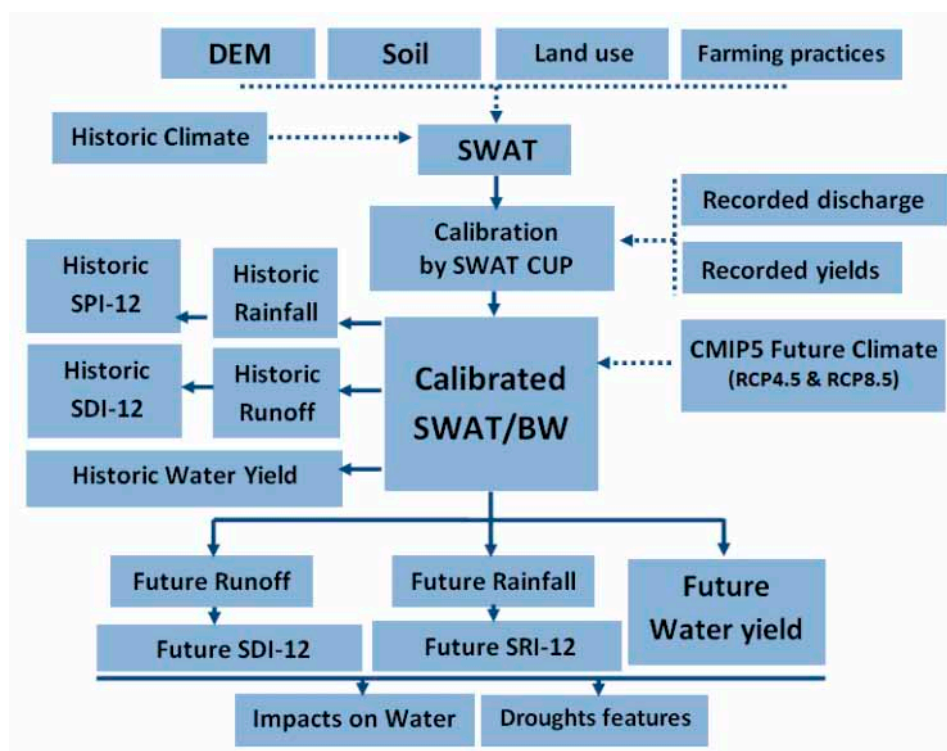 DEM
Soil
Land use
Farming practices
Historic Climate
SWAT
Recorded discharge
Calibration
by SWAT CUP
Recorded yields
Historic
SPI-12
Historic
Rainfall
CMIP5 Future Climate
(RCP4.5 & RCP8.5)
Historic
SDI-12
Historic
Runoff
Calibrated
SWAT/BW
Historic Water Yield
Future Runoff
Future Rainfall
Future
Water yield
Future SDI-12
Future SRI-12
Impacts on Water
Droughts features